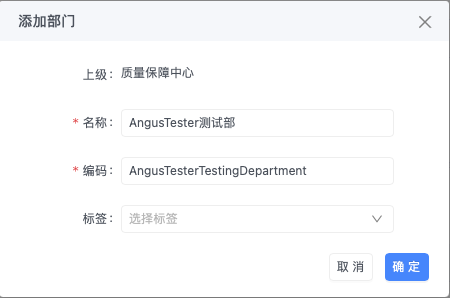 添加部门
上级： 质量保障中心
* 名称： AngusTester测试部
* 编码： AngusTesterTestingDepartment
标签： 选择标签
取 消 确 定